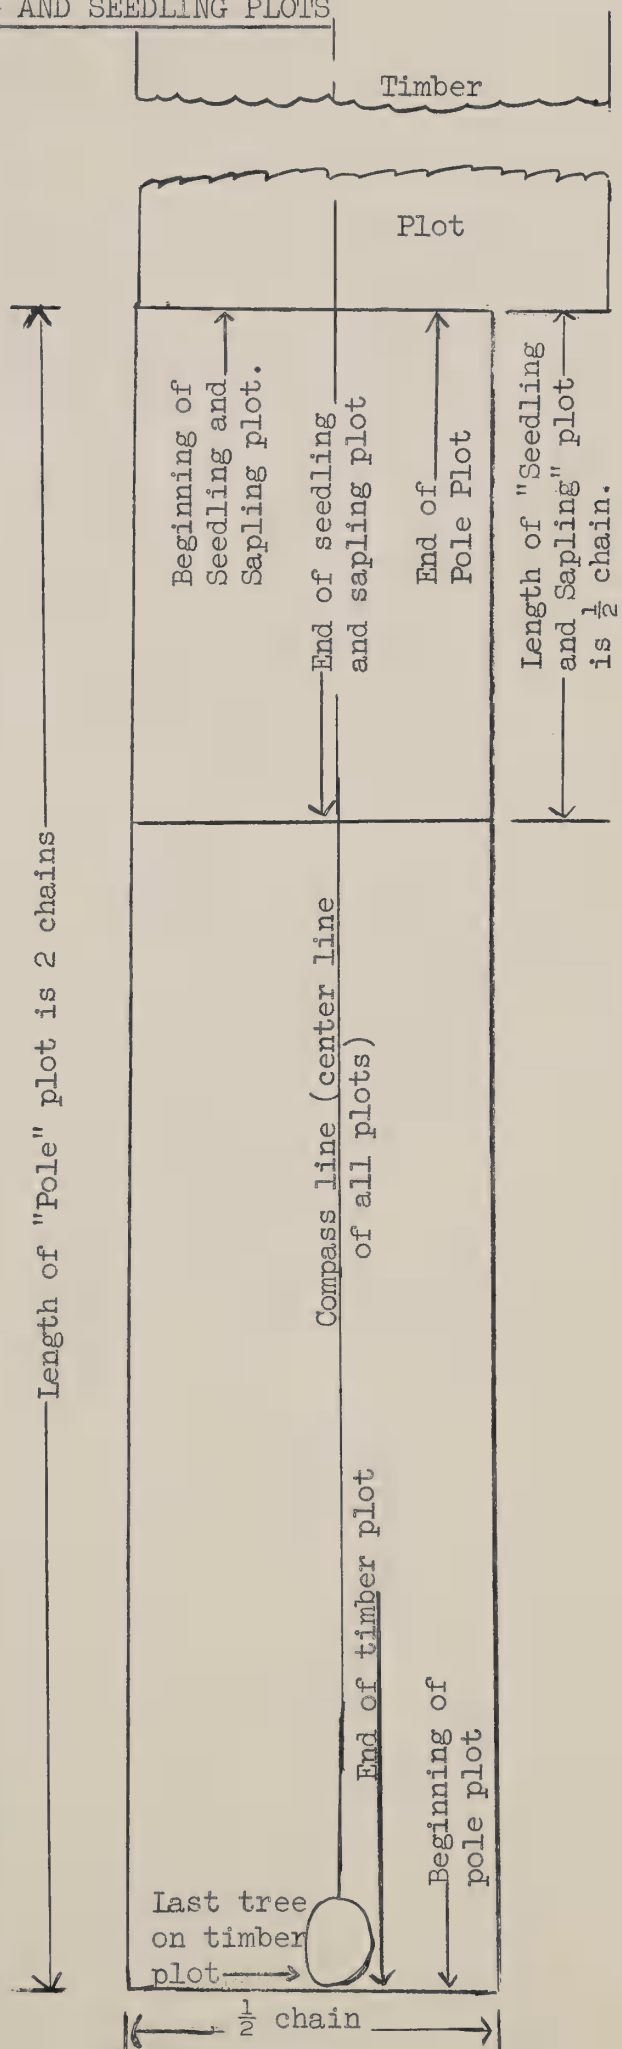 AND SEEDLING PLOTS
Timber
Plot
Beginning of
Seedling and
Sapling plot.
End of seedling
and sapling plot
End of
Pole Plot
Length of "Seedling
and Sapling" plot
is ½ chain.
Length of "Pole" plot is 2 chains
Compass line (center line
of all plots)
End of timber plot
Beginning of
pole plot
Last tree
on timber
plot
½ chain